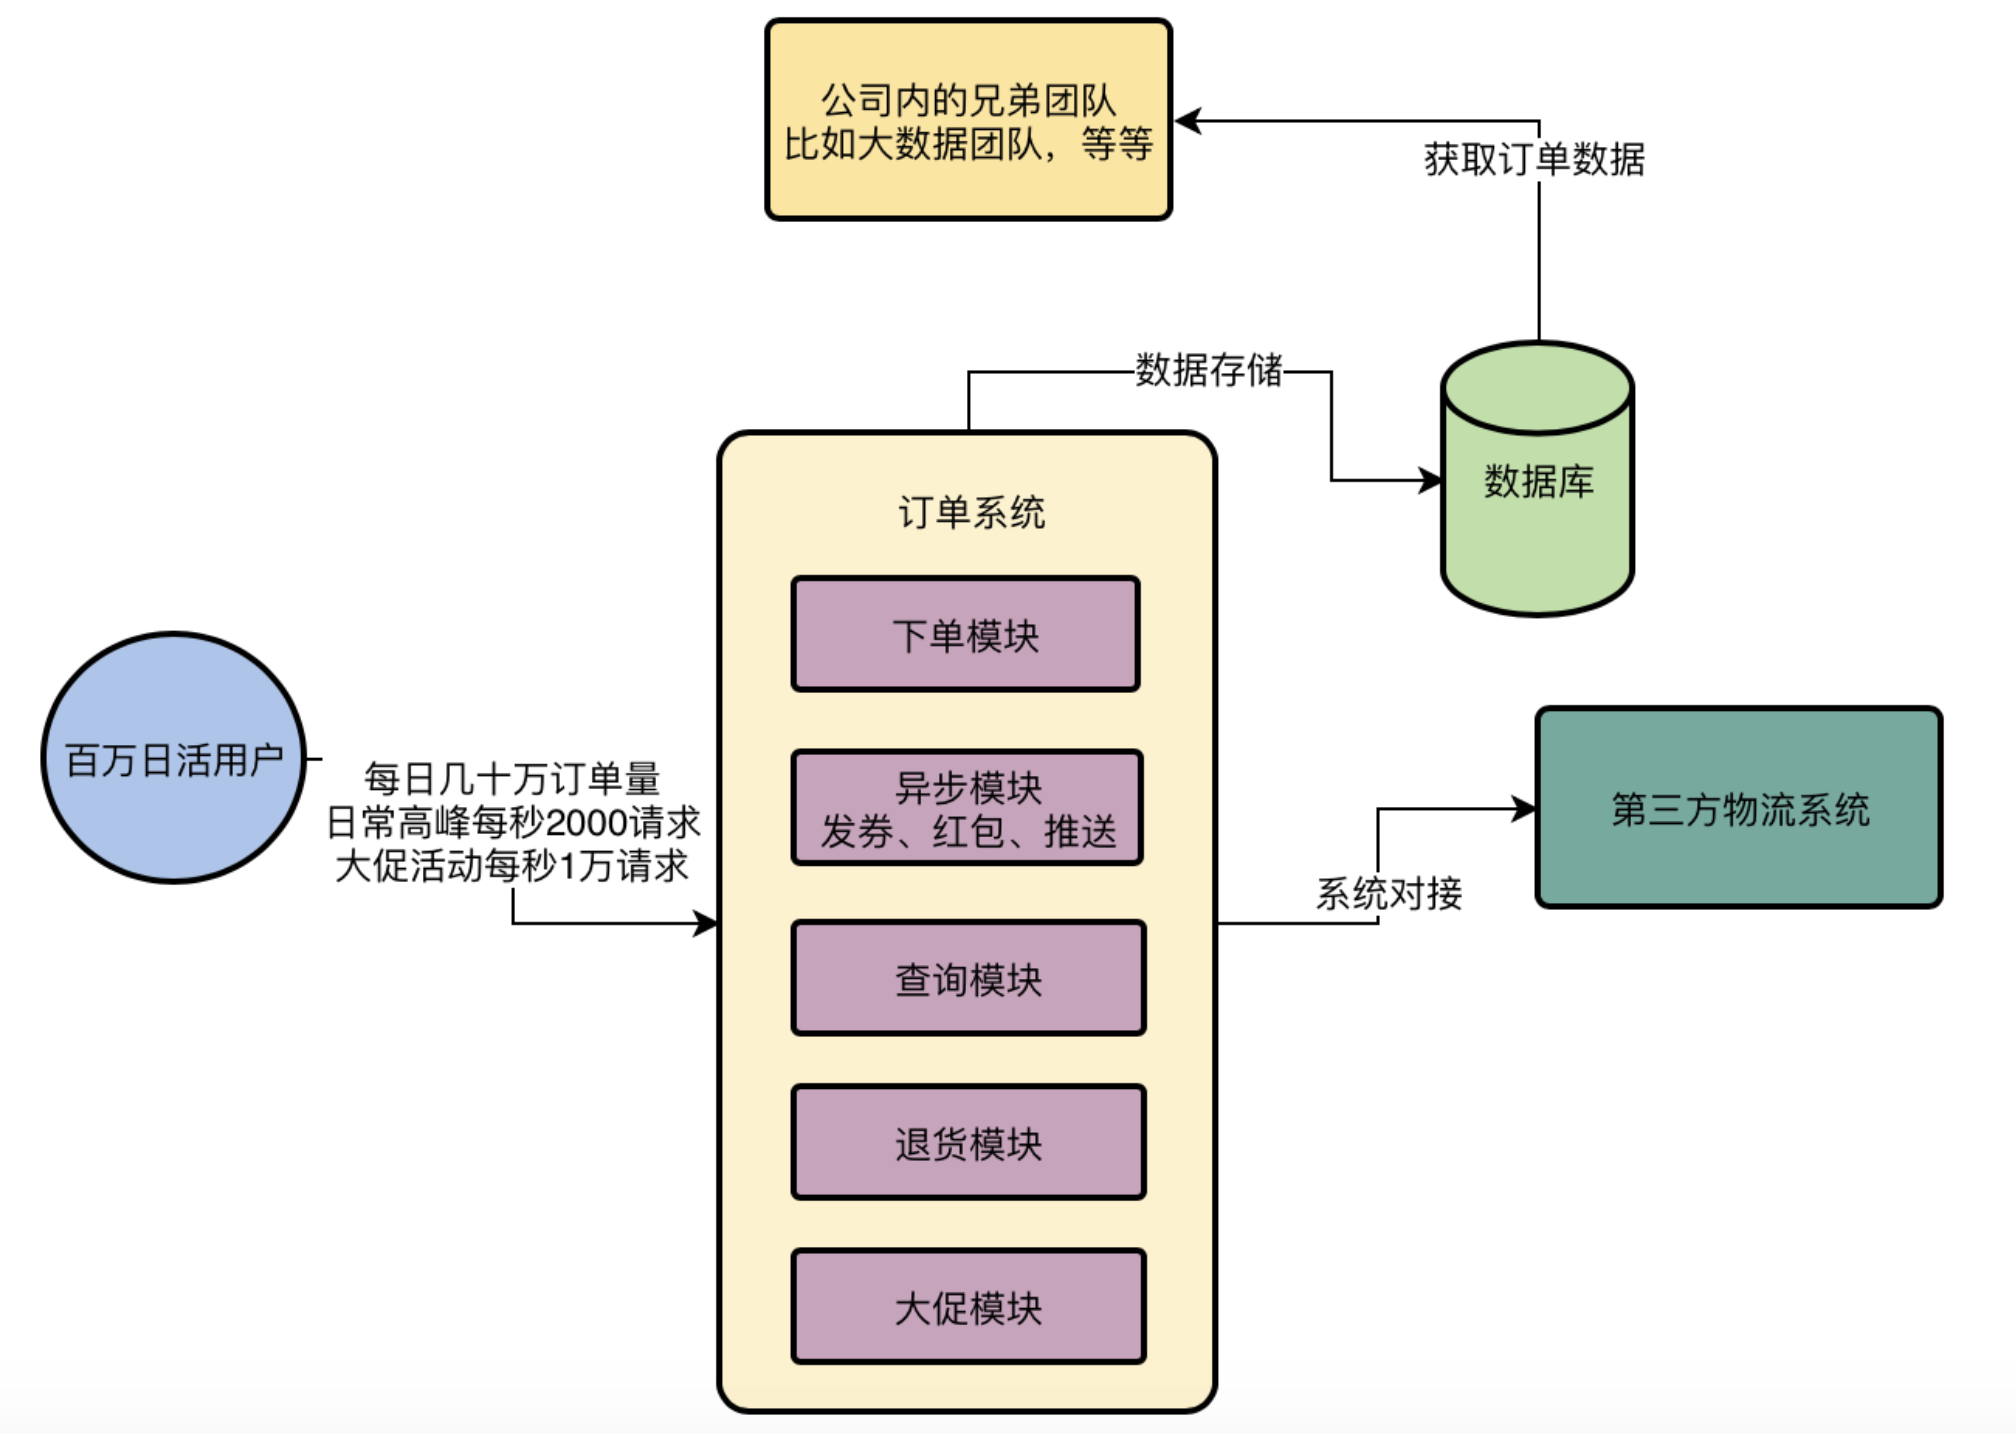 公司内的兄弟团队
比如大数据团队，等等
获取订单数据
数据存储
数据库
订单系统
下单模块
异步模块
发券、红包、推送
查询模块
退货模块
大促模块
百万日活用户
每日几十万订单量
日常高峰每秒2000请求
大促活动每秒1万请求
系统对接
第三方物流系统